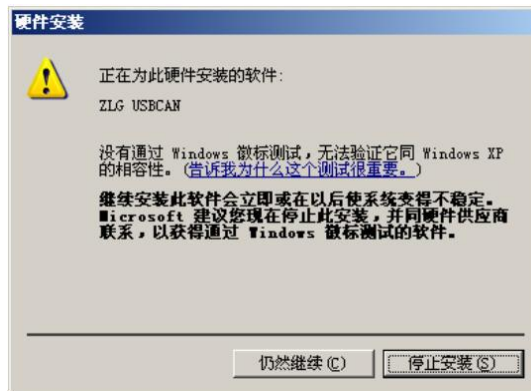 硬件安装
正在为此硬件安装的软件:
ZLG USBCAN
没有通过 Windows 徽标测试，无法验证它同 Windows XP
的相容性。(告诉我为什么这个测试很重要。)
继续安装此软件会立即或在以后使系统变得不稳定。
Microsoft 建议您现在停止此安装，并同硬件供应商
联系，以获得通过 Windows 徽标测试的软件。
仍然继续(C)
停止安装(S)